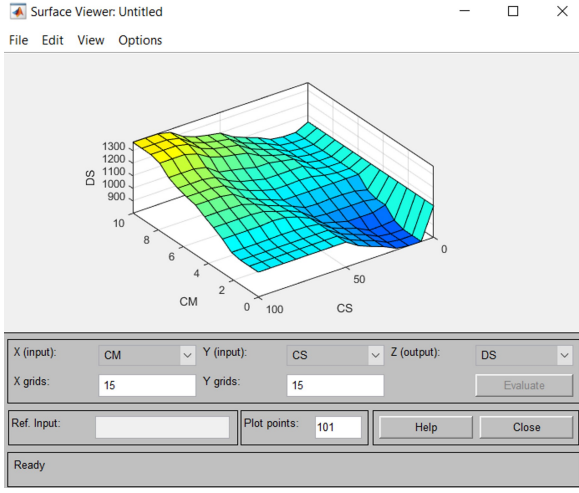 Surface Viewer: Untitled
File Edit View Options
1300
1200
1100
1000
900
DS
10
8
6
4
2
0
CM
100
50
0
CS
X (input): CM Y (input): CS Z (output): DS
X grids: 15 Y grids: 15 Evaluate
Ref. Input: Plot points: 101 Help Close
Ready